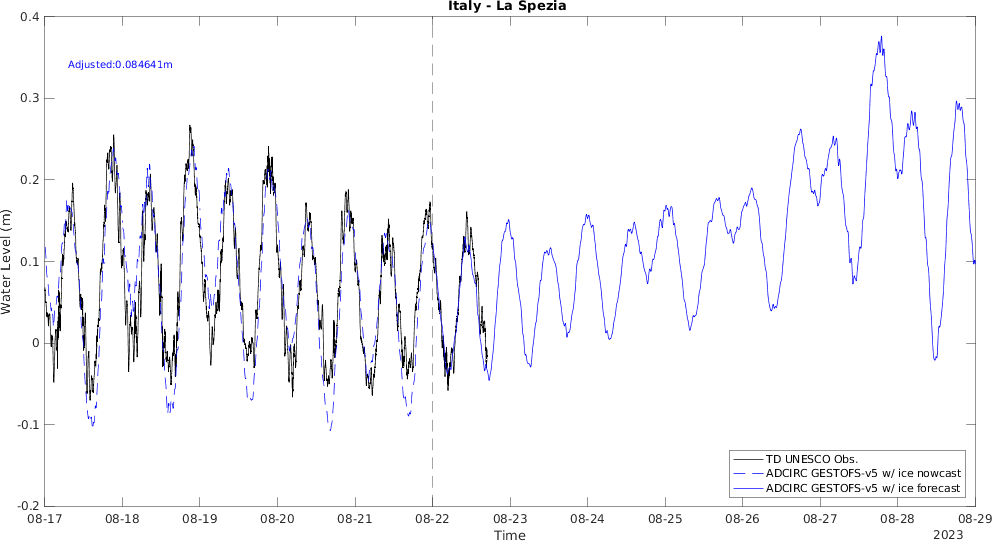 Italy - La Spezia
Adjusted:0.084641m
0.4
0.3
0.2
0.1
0
-0.1
-0.2
Water Level (m)
TD UNESCO Obs.
ADCIRC GESTOFS-v5 w/ ice nowcast
ADCIRC GESTOFS-v5 w/ ice forecast
08-17 08-18 08-19 08-20 08-21 08-22 08-23 08-24 08-25 08-26 08-27 08-28 08-29
Time
2023